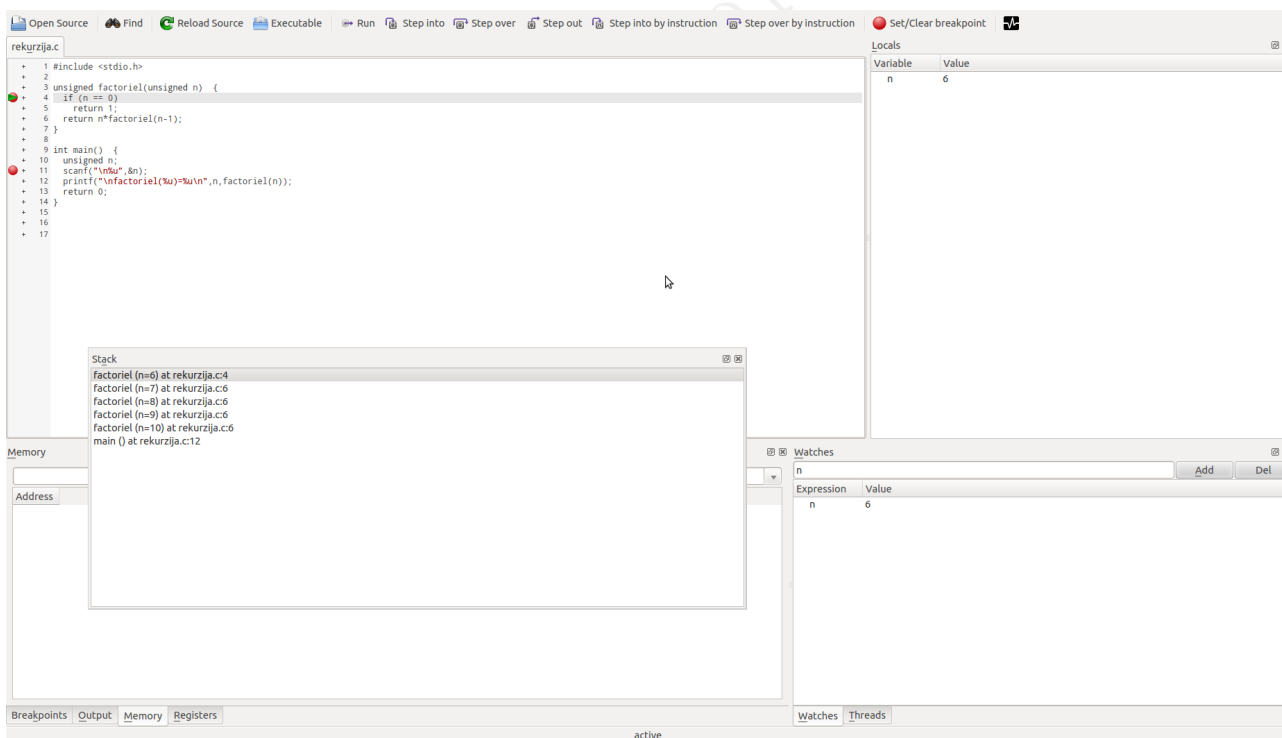 Open Source Find Reload Source Executable Run Step into Step over Step out Step into by instruction Step over by instruction Set/Clear breakpoint
rekurzija.c
1 #include <stdio.h>
2
3 unsigned factoriel(unsigned n) {
4 if (n == 0)
5 return 1;
6 return n*factoriel(n-1);
7 }
8
9 int main() {
10 unsigned n;
11 scanf("\n%u",&n);
12 printf("\nfactoriel(%u)=%u\n",n,factoriel(n));
13 return 0;
14 }
15
16
17
Locals
Variable Value
n 6
Stack
factoriel (n=6) at rekurzija.c:4
factoriel (n=7) at rekurzija.c:6
factoriel (n=8) at rekurzija.c:6
factoriel (n=9) at rekurzija.c:6
factoriel (n=10) at rekurzija.c:6
main () at rekurzija.c:12
Memory
Address
Watches
n Add Del
Expression Value
n 6
Breakpoints Output Memory Registers
Watches Threads
active